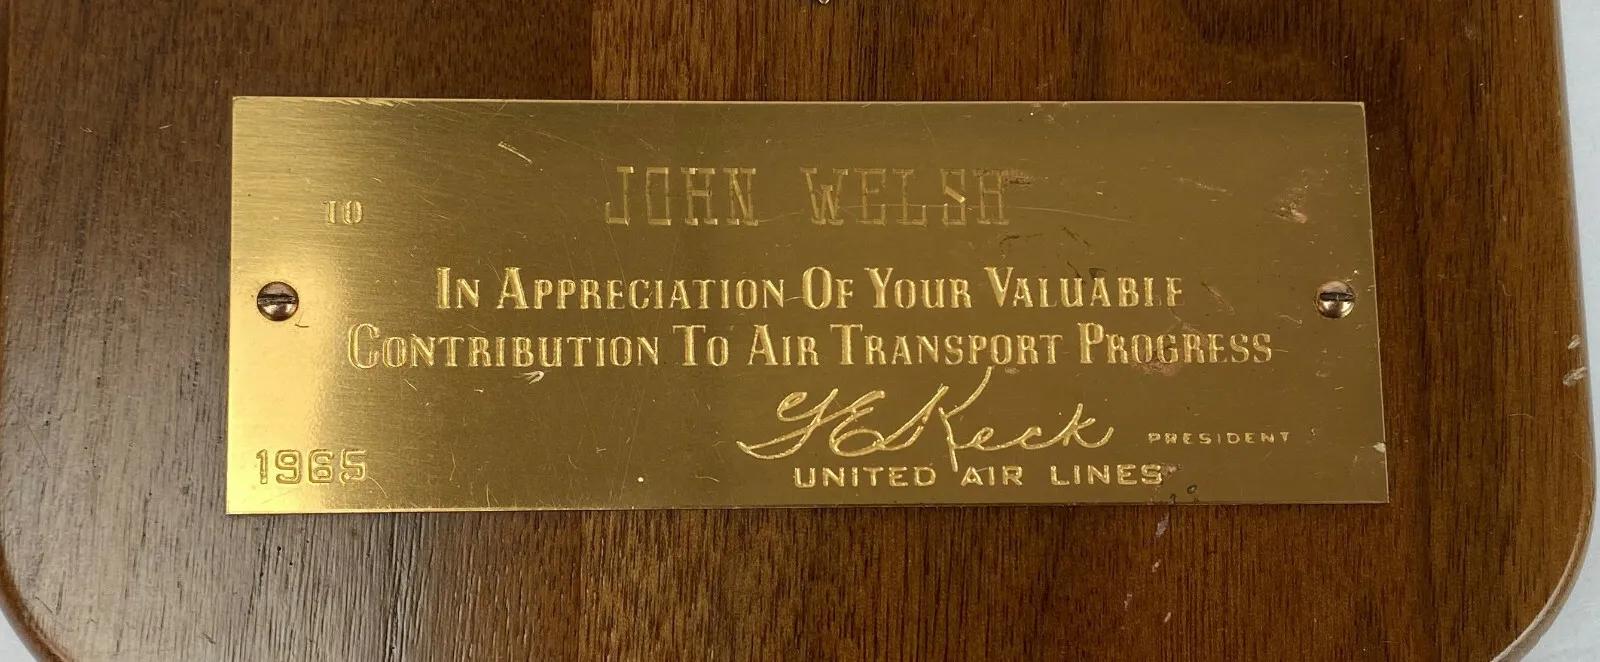 TO JOHN WELSH
IN APPRECIATION OF YOUR VALUABLE
CONTRIBUTION TO AIR TRANSPORT PROGRESS
G E Keck PRESIDENT
1965 UNITED AIR LINES